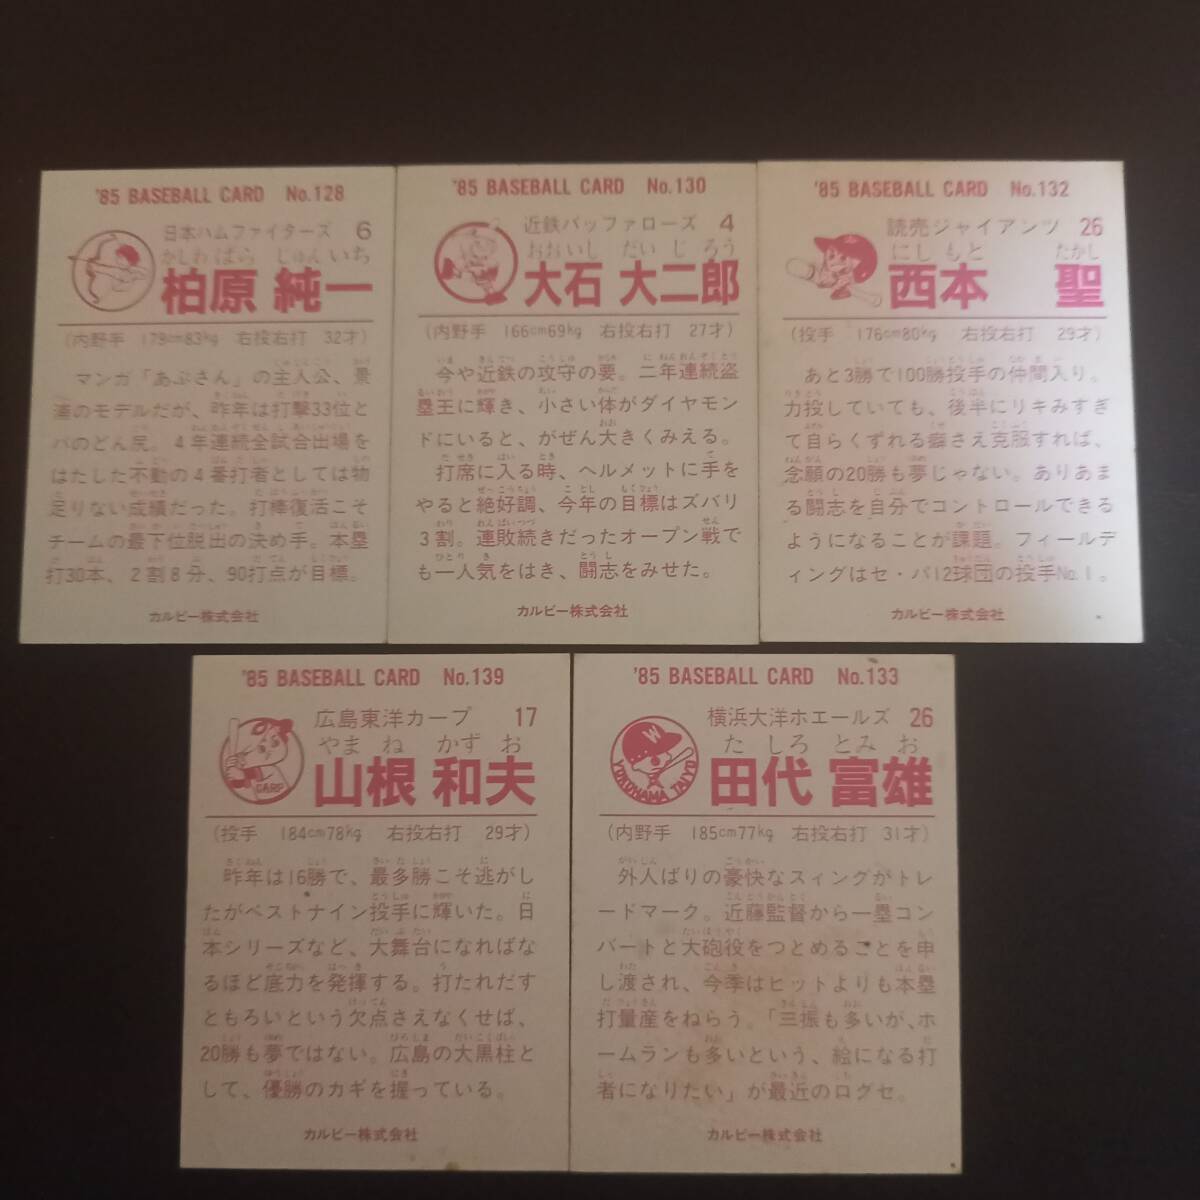 '85 BASEBALL CARD No.128
日本ハムファイターズ 6
かしわ ばら じゅん いち
柏原 純一
(内野手 179cm83kg 右投右打 32才)
マンガ「あぶさん」の主人公、景
浦のモデルだが、昨年は打撃33位と
パのどん尻。4年連続全試合出場を
はたした不動の4番打者としては物
足りない成績だった。打棒復活こそ
チームの最下位脱出の決め手。本塁
打30本、2割8分、90打点が目標。
カルビー株式会社
'85 BASEBALL CARD No.130
近鉄バッファローズ 4
おおいし だい じ ろう
大石 大二郎
(内野手 166cm69kg 右投右打 27才)
今や近鉄の攻守の要。二年連続盗
塁王に輝き、小さい体がダイヤモン
ドにいると、がぜん大きくみえる。
打席に入る時、ヘルメットに手を
やると絶好調、今年の目標はズバリ
3割。連敗続きだったオープン戦で
も一人気をはき、闘志をみせた。
カルビー株式会社
'85 BASEBALL CARD No.132
読売ジャイアンツ 26
にし もと たかし
西本 聖
(投手 176cm80kg 右投右打 29才)
あと3勝で100勝投手の仲間入り。
力投していても、後半にリキみすぎ
て自らくずれる癖さえ克服すれば、
念願の20勝も夢じゃない。ありあま
る闘志を自分でコントロールできる
ようになることが課題。フィールデ
ィングはセ・パ12球団の投手No.1。
カルビー株式会社
'85 BASEBALL CARD No.139
広島東洋カープ 17
やま ね かず お
山根 和夫
CARP
(投手 184cm78kg 右投右打 29才)
昨年は16勝で、最多勝こそ逃がし
たがベストナイン投手に輝いた。日
本シリーズなど、大舞台になればな
るほど底力を発揮する。打たれだす
ともろいという欠点さえなくせば、
20勝も夢ではない。広島の大黒柱と
して、優勝のカギを握っている。
カルビー株式会社
'85 BASEBALL CARD No.133
横浜大洋ホエールズ 26
た しろ とみ お
田代 富雄
W
YOKOHAMA TAIYO
(内野手 185cm77kg 右投右打 31才)
外人ばりの豪快なスィングがトレ
ードマーク。近藤監督から一塁コン
バートと大砲役をつとめることを申
し渡され、今季はヒットよりも本塁
打量産をねらう。「三振も多いが、ホ
ームランも多いという、絵になる打
者になりたい」が最近のログセ。
カルビー株式会社